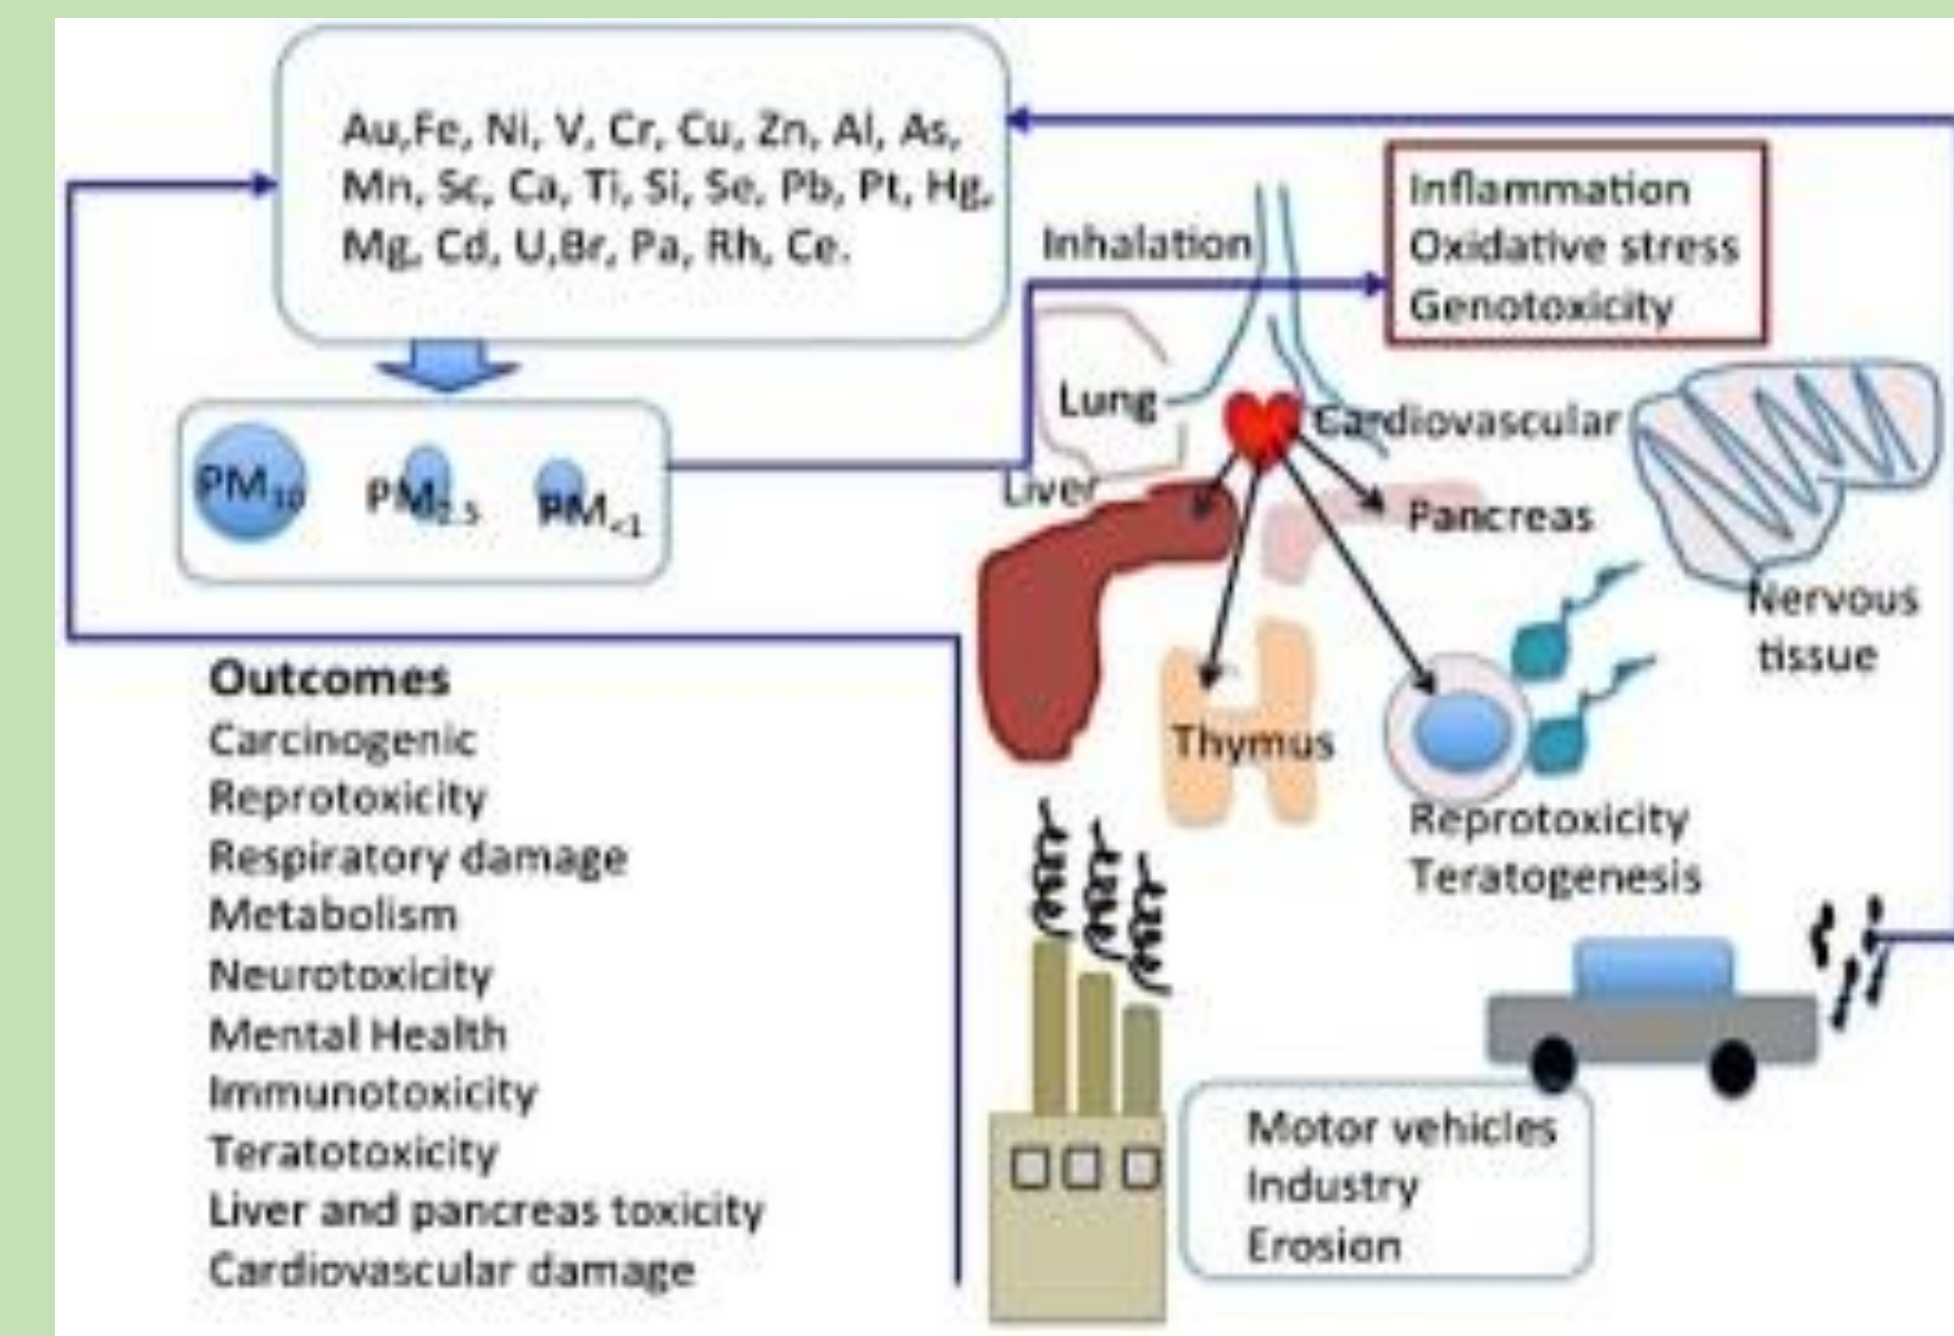 Au,Fe, Ni, V, Cr, Cu, Zn, Al, As,
Mn, Sc, Ca, Ti, Si, Se, Pb, Pt, Hg,
Mg, Cd, U,Br, Pa, Rh, Ce.
PM10
PM2.5
PM<1
Inhalation
Inflammation
Oxidative stress
Genotoxicity
Lung
Cardiovascular
Liver
Pancreas
Nervous
tissue
Thymus
Reprotoxicity
Teratogenesis
Outcomes
Carcinogenic
Reprotoxicity
Respiratory damage
Metabolism
Neurotoxicity
Mental Health
Immunotoxicity
Teratotoxicity
Liver and pancreas toxicity
Cardiovascular damage
Motor vehicles
Industry
Erosion